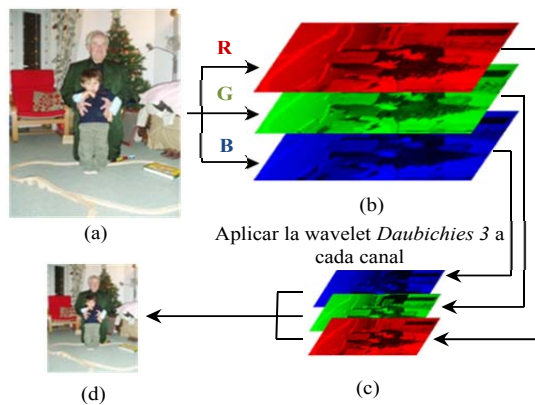 R
G
B
(a)
(b)
Aplicar la wavelet Daubichies 3 a
cada canal
(d)
(c)